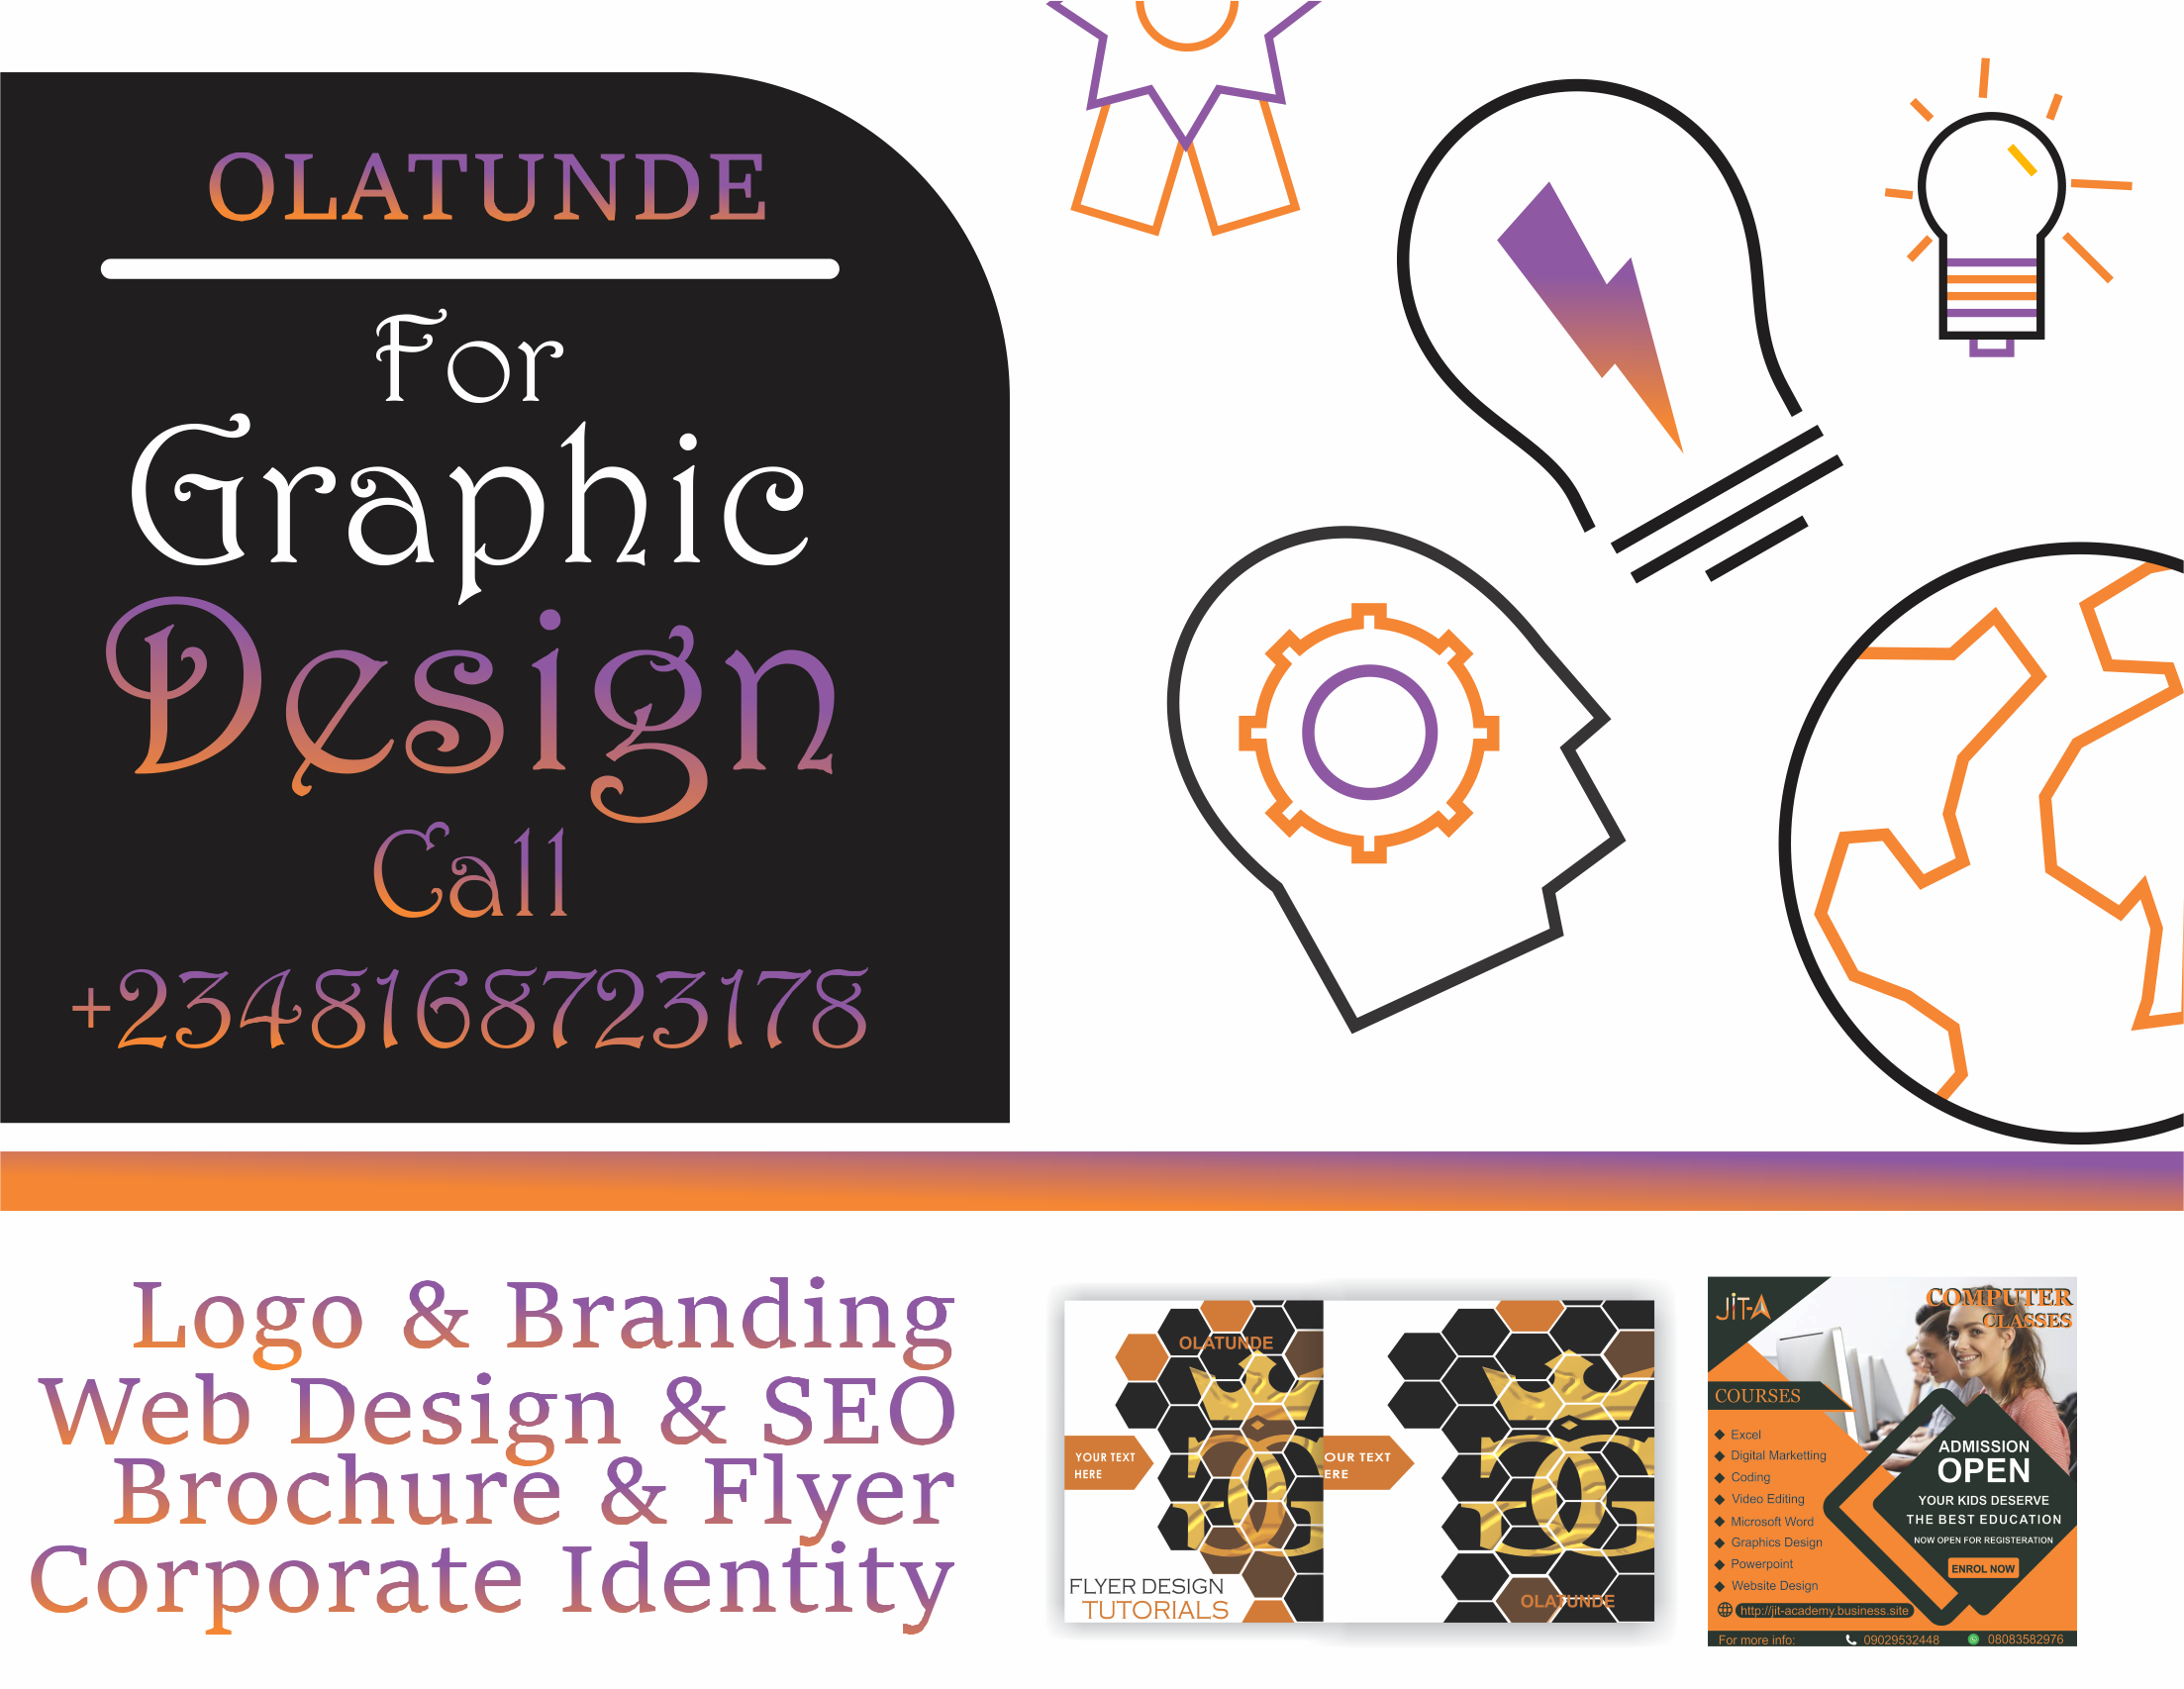 OLATUNDE
For
Graphic
Design
Call
+2348168723178
Logo & Branding
Web Design & SEO
Brochure & Flyer
Corporate Identity
OLATUNDE
YOUR TEXT
HERE
FLYER DESIGN
TUTORIALS
OUR TEXT
ERE
OLATUNDE
JiT-A
COMPUTER
CLASSES
COURSES
Excel
Digital Marketting
Coding
Video Editing
Microsoft Word
Graphics Design
Powerpoint
Website Design
http://jit-academy.business.site
ADMISSION
OPEN
YOUR KIDS DESERVE
THE BEST EDUCATION
NOW OPEN FOR REGISTERATION
ENROL NOW
For more info: 09029532448 08083582976